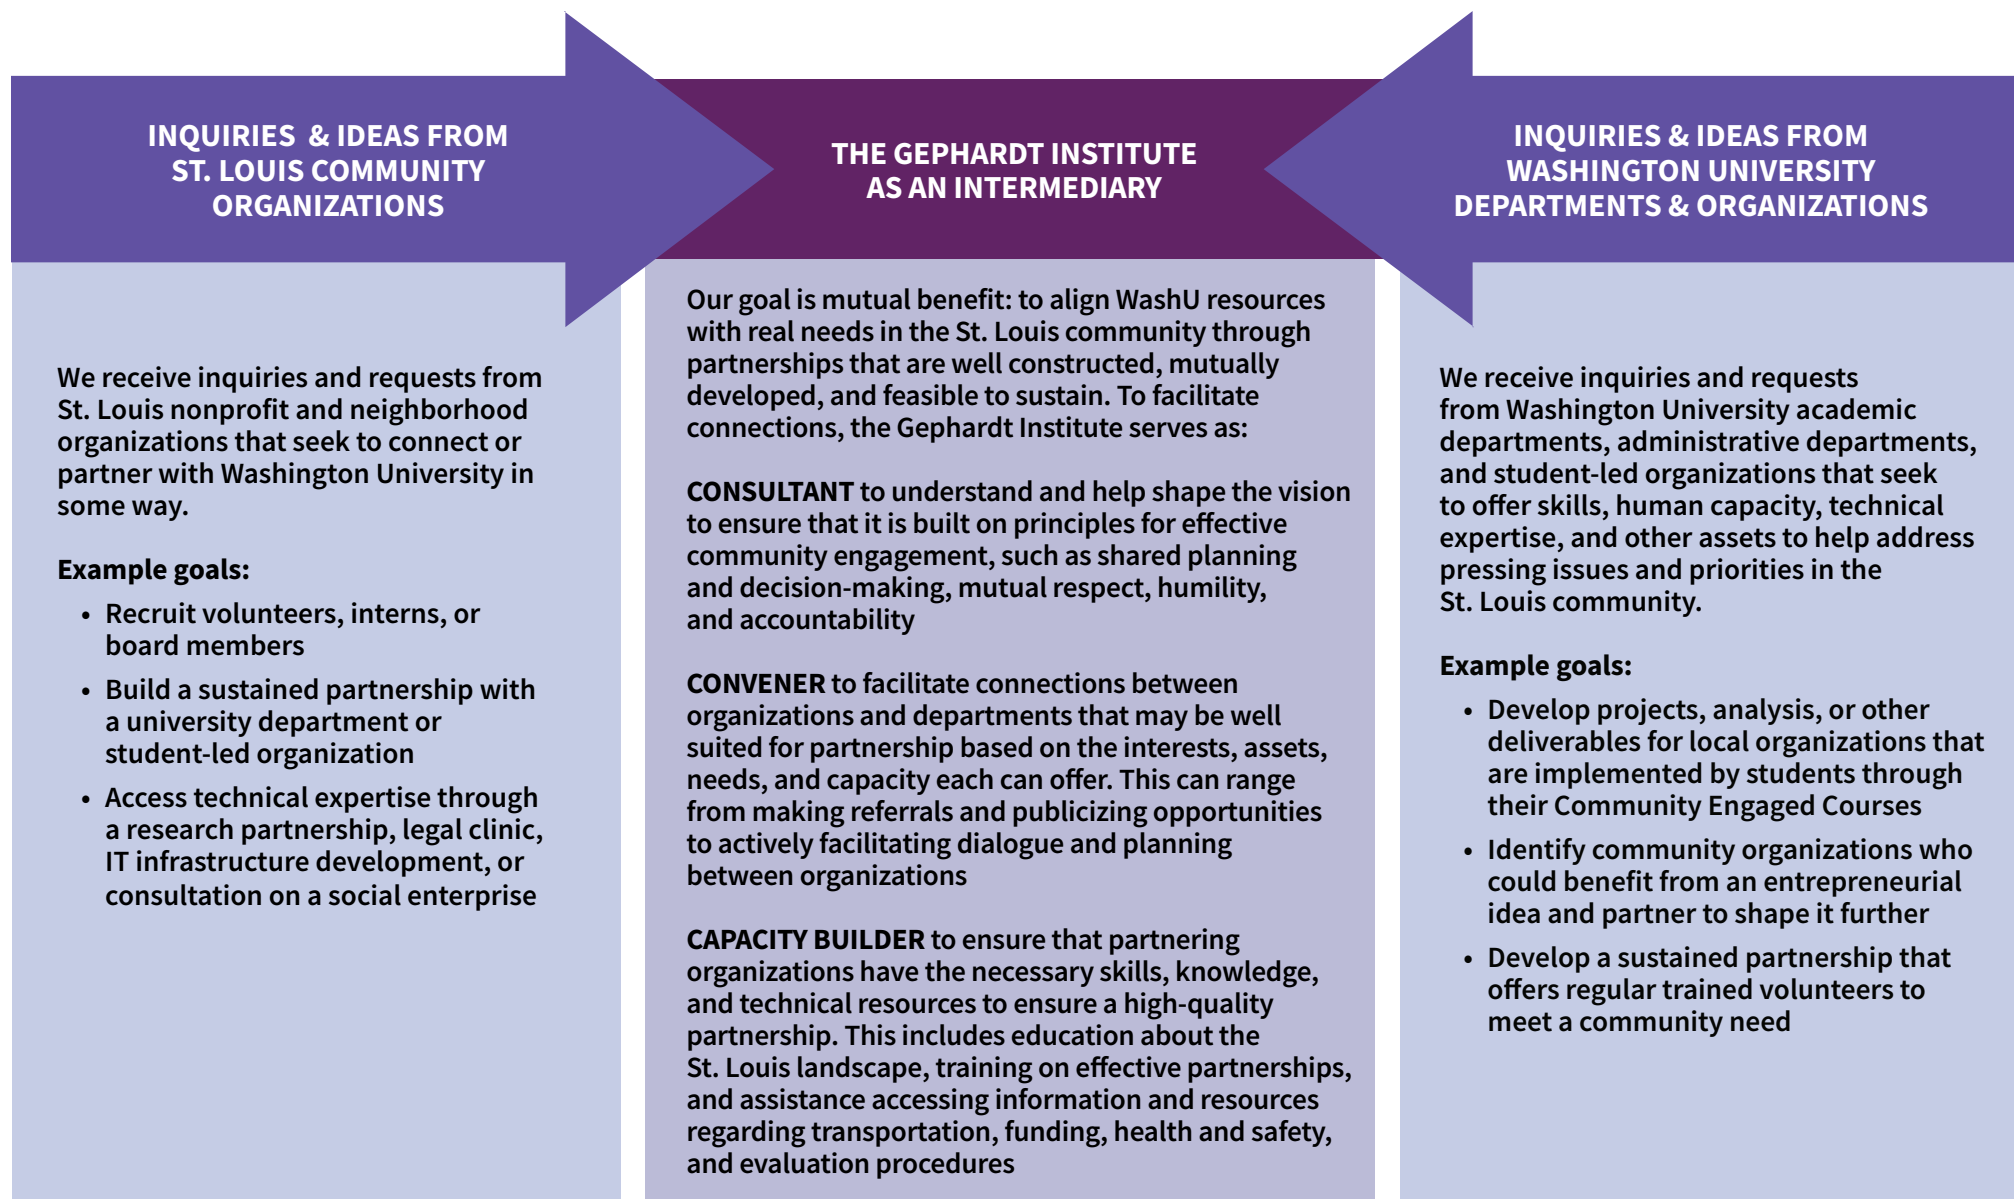 INQUIRIES & IDEAS FROM
ST. LOUIS COMMUNITY
ORGANIZATIONS
We receive inquiries and requests from
St. Louis nonprofit and neighborhood
organizations that seek to connect or
partner with Washington University in
some way.
Example goals:
• Recruit volunteers, interns, or
board members
• Build a sustained partnership with
a university department or
student-led organization
• Access technical expertise through
a research partnership, legal clinic,
IT infrastructure development, or
consultation on a social enterprise
THE GEPHARDT INSTITUTE
AS AN INTERMEDIARY
Our goal is mutual benefit: to align WashU resources
with real needs in the St. Louis community through
partnerships that are well constructed, mutually
developed, and feasible to sustain. To facilitate
connections, the Gephardt Institute serves as:
CONSULTANT to understand and help shape the vision
to ensure that it is built on principles for effective
community engagement, such as shared planning
and decision-making, mutual respect, humility,
and accountability
CONVENER to facilitate connections between
organizations and departments that may be well
suited for partnership based on the interests, assets,
needs, and capacity each can offer. This can range
from making referrals and publicizing opportunities
to actively facilitating dialogue and planning
between organizations
CAPACITY BUILDER to ensure that partnering
organizations have the necessary skills, knowledge,
and technical resources to ensure a high-quality
partnership. This includes education about the
St. Louis landscape, training on effective partnerships,
and assistance accessing information and resources
regarding transportation, funding, health and safety,
and evaluation procedures
INQUIRIES & IDEAS FROM
WASHINGTON UNIVERSITY
DEPARTMENTS & ORGANIZATIONS
We receive inquiries and requests
from Washington University academic
departments, administrative departments,
and student-led organizations that seek
to offer skills, human capacity, technical
expertise, and other assets to help address
pressing issues and priorities in the
St. Louis community.
Example goals:
• Develop projects, analysis, or other
deliverables for local organizations that
are implemented by students through
their Community Engaged Courses
• Identify community organizations who
could benefit from an entrepreneurial
idea and partner to shape it further
• Develop a sustained partnership that
offers regular trained volunteers to
meet a community need